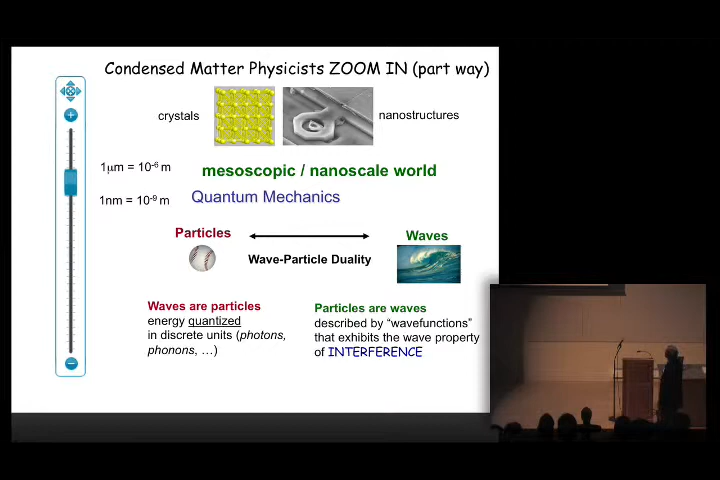 Condensed Matter Physicists ZOOM IN (part way)
crystals
nanostructures
1μm = 10⁻⁶ m
mesoscopic / nanoscale world
1nm = 10⁻⁹ m
Quantum Mechanics
Particles
Waves
Wave-Particle Duality
Waves are particles
energy quantized
in discrete units (photons,
phonons, …)
Particles are waves
described by “wavefunctions”
that exhibits the wave property
of INTERFERENCE